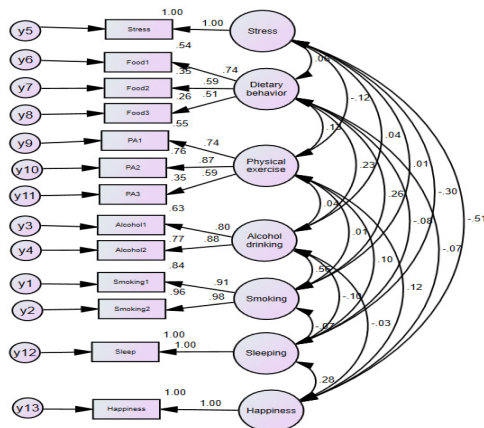 1.00
y5
Stress
1.00
Stress
.54
y6
Food1
.74
.06
.35
y7
Food2
.59
Dietary
behavior
-.12
.26
y8
Food3
.51
.55
y9
PA1
.74
.04
.76
.23
.01
y10
PA2
.87
Physical
exercise
.26
-.30
.35
y11
PA3
.59
-.08
-.51
.63
.04
y3
Alcohol1
.80
.01
-.07
.77
Alcohol
drinking
.10
y4
Alcohol2
.88
.84
y1
Smoking1
.91
.12
.96
y2
Smoking2
.98
Smoking
-.10
-.03
1.00
-.07
y12
Sleep
1.00
Sleeping
.28
1.00
y13
Happiness
1.00
Happiness